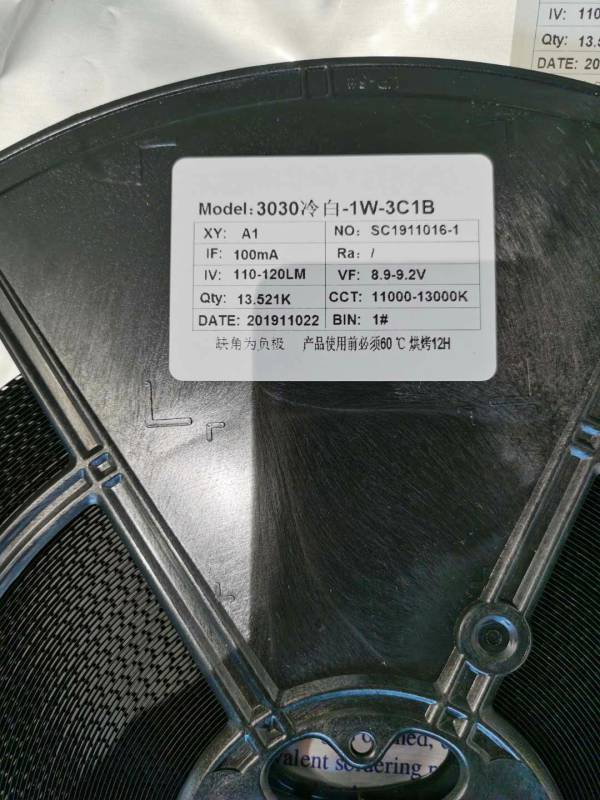 IV: 110
Qty: 13.5
DATE: 20
Model:3030冷白-1W-3C1B
XY: A1
NO: SC1911016-1
IF: 100mA
Ra: /
IV: 110-120LM
VF: 8.9-9.2V
Qty: 13.521K
CCT: 11000-13000K
DATE: 201911022
BIN: 1#
缺角为负极 产品使用前必须60℃烘烤12H
valent soldering